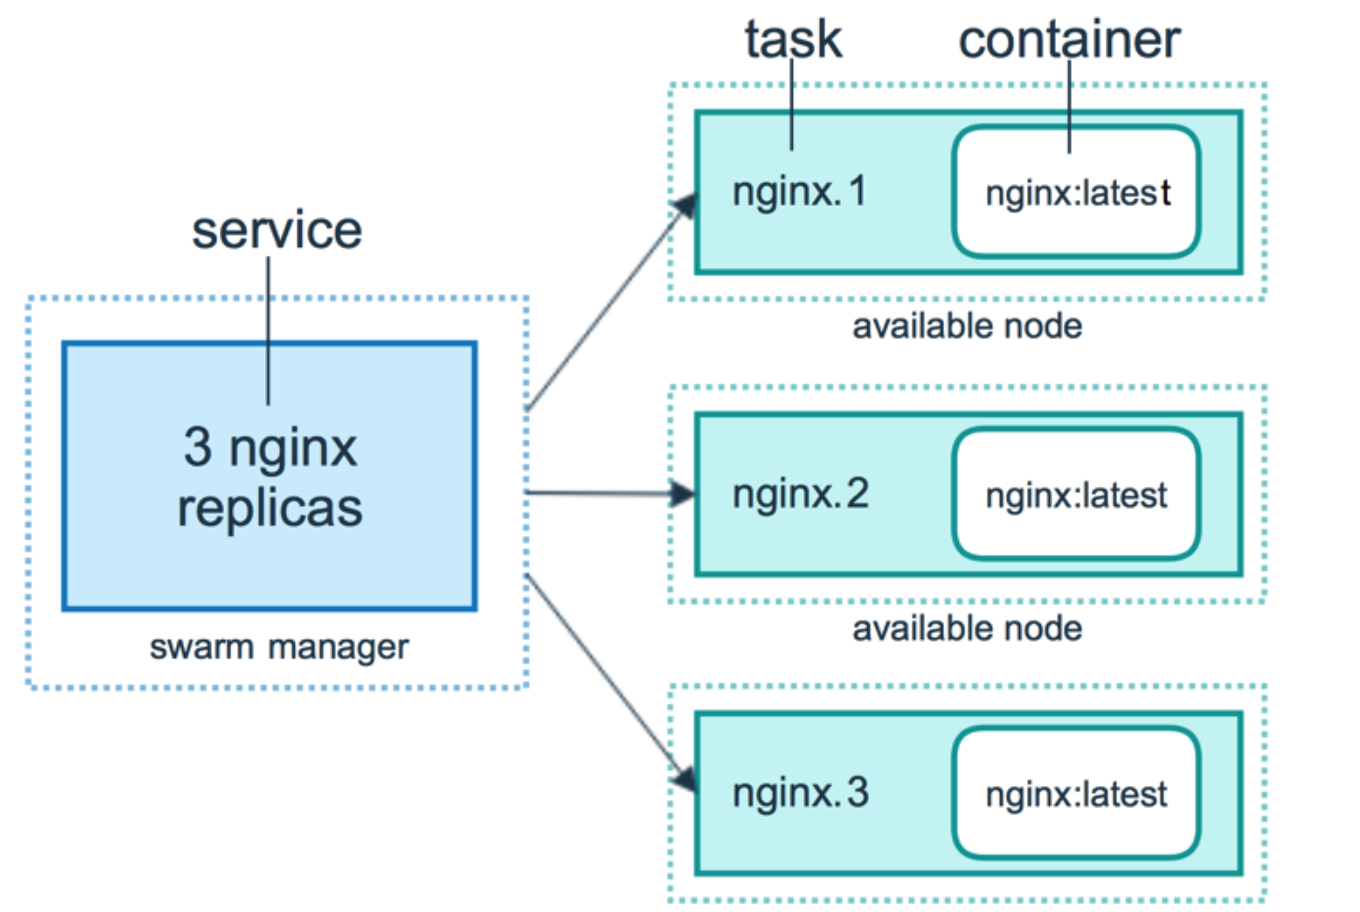 task
container
nginx.1
nginx:latest
available node
service
3 nginx
replicas
swarm manager
nginx.2
nginx:latest
available node
nginx.3
nginx:latest